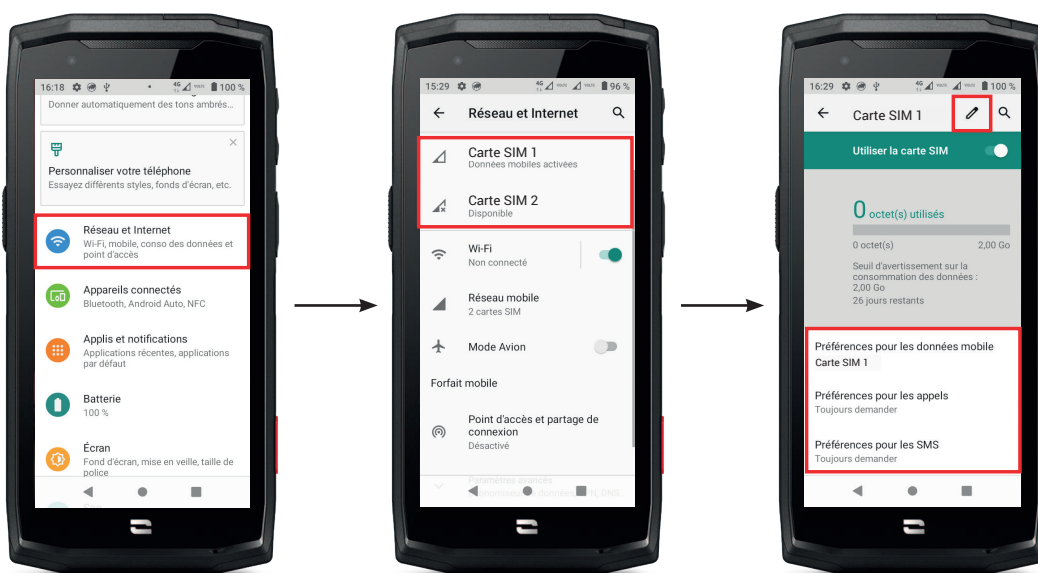 16:18 100 %
Donner automatiquement des tons ambrés...
Personnaliser votre téléphone
Essayez différents styles, fonds d'écran, etc.
Réseau et Internet
Wi-Fi, mobile, conso des données et
point d'accès
Appareils connectés
Bluetooth, Android Auto, NFC
Applis et notifications
Applications récentes, applications
par défaut
Batterie
100 %
Écran
Fond d'écran, mise en veille, taille de
police
15:29 4G 96 %
Réseau et Internet
Carte SIM 1
Données mobiles activées
Carte SIM 2
Disponible
Wi-Fi
Non connecté
Réseau mobile
2 cartes SIM
Mode Avion
Forfait mobile
Point d'accès et partage de
connexion
Désactivé
Paramètres avancés
16:29 4G 100 %
Carte SIM 1
Utiliser la carte SIM
0 octet(s) utilisés
0 octet(s) 2,00 Go
Seuil d'avertissement sur la
consommation des données :
2,00 Go
26 jours restants
Préférences pour les données mobile
Carte SIM 1
Préférences pour les appels
Toujours demander
Préférences pour les SMS
Toujours demander